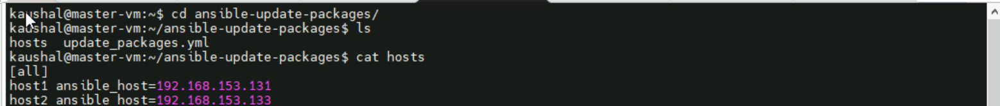 kaushal@master-vm:~$ cd ansible-update-packages/
kaushal@master-vm:~/ansible-update-packages$ ls
hosts  update_packages.yml
kaushal@master-vm:~/ansible-update-packages$ cat hosts
[all]
host1 ansible_host=192.168.153.131
host2 ansible_host=192.168.153.133